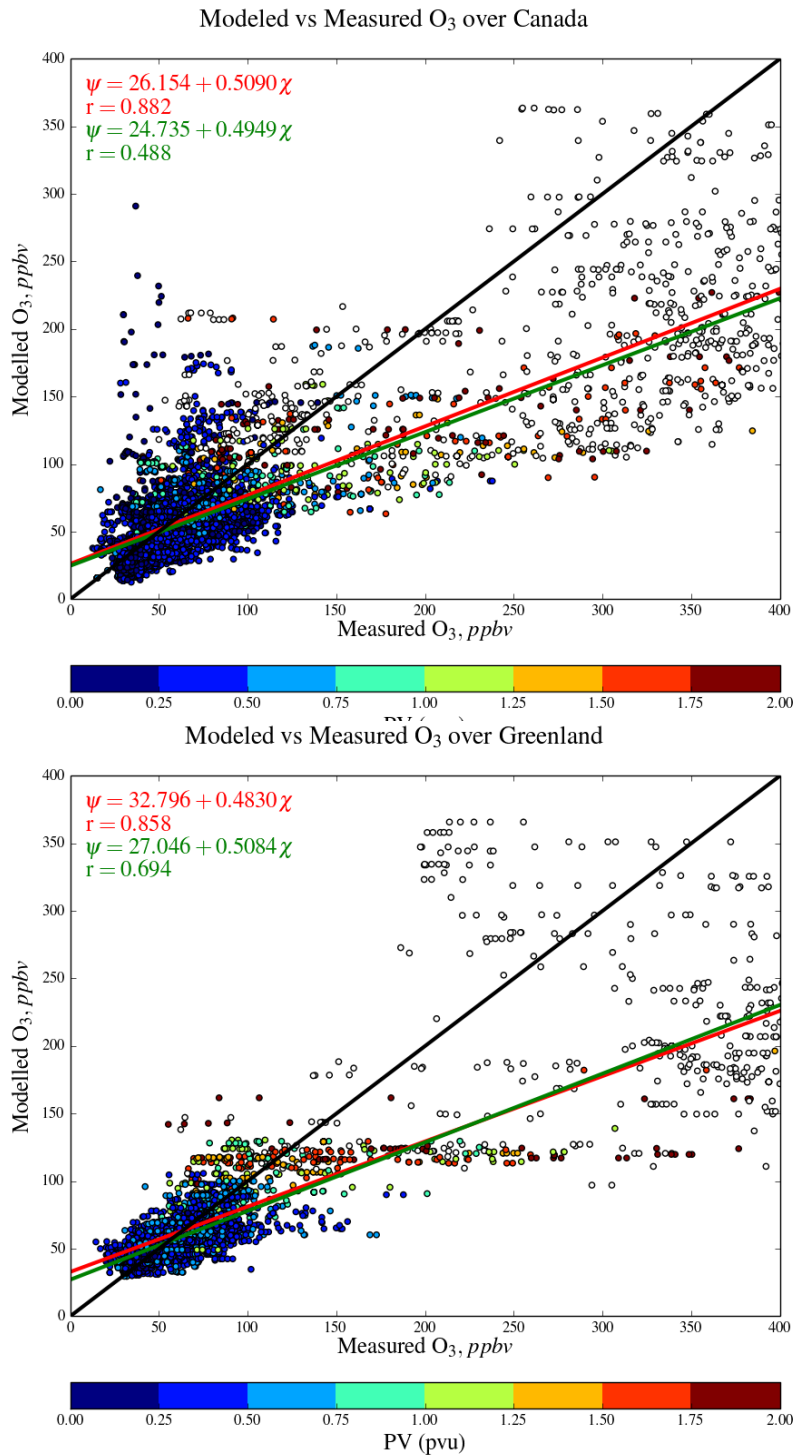 Modeled vs Measured O₃ over Canada
ψ = 26.154 + 0.5090χ
r = 0.882
ψ = 24.735 + 0.4949χ
r = 0.488
400
350
300
250
200
150
100
50
0
Modelled O₃, ppbv
0 50 100 150 200 250 300 350 400
Measured O₃, ppbv
0.00 0.25 0.50 0.75 1.00 1.25 1.50 1.75 2.00
Modeled vs Measured O₃ over Greenland
ψ = 32.796 + 0.4830χ
r = 0.858
ψ = 27.046 + 0.5084χ
r = 0.694
400
350
300
250
200
150
100
50
0
Modelled O₃, ppbv
0 50 100 150 200 250 300 350 400
Measured O₃, ppbv
0.00 0.25 0.50 0.75 1.00 1.25 1.50 1.75 2.00
PV (pvu)